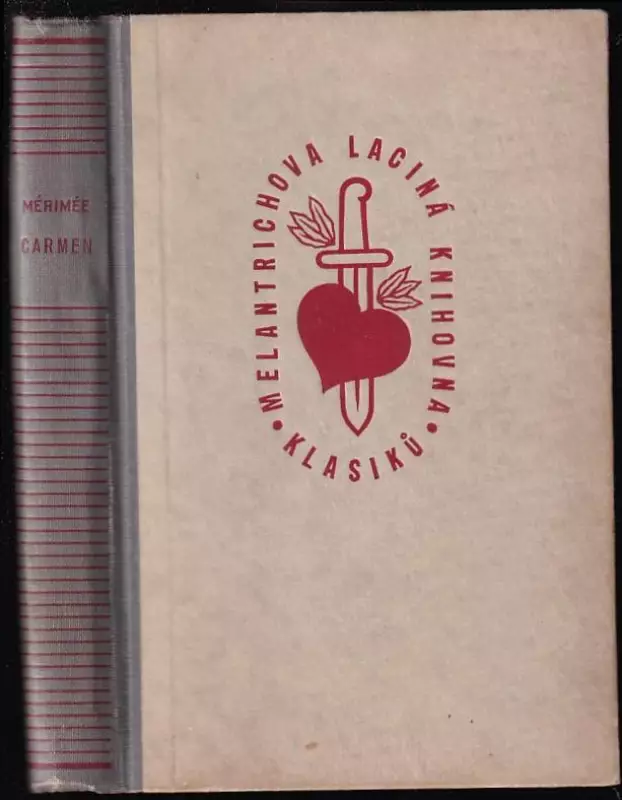 MÉRIMÉE
CARMEN
MELANTRICHOVA LACINÁ KNIHOVNA
• KLASIKŮ •